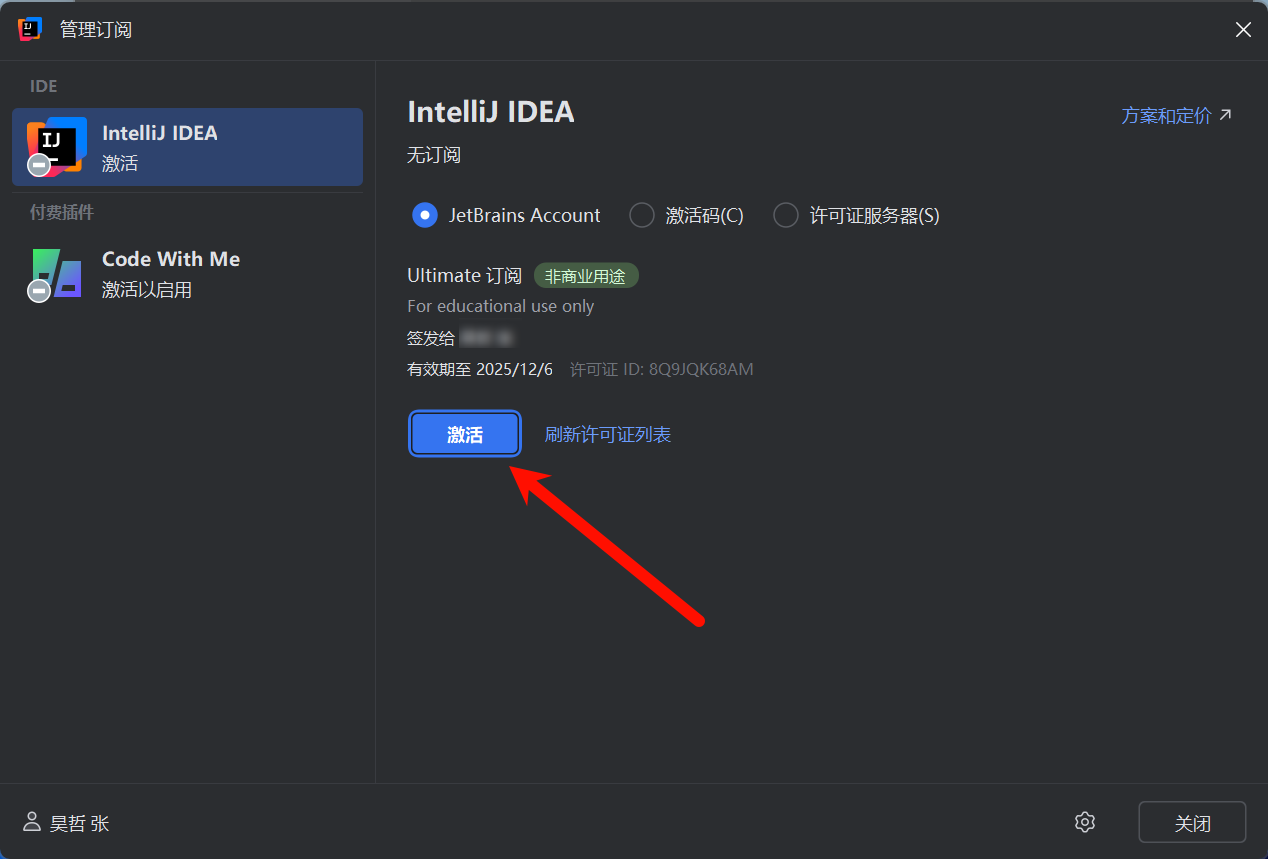 管理订阅
IDE
IntelliJ IDEA
激活
付费插件
Code With Me
激活以启用
IntelliJ IDEA
方案和定价
无订阅
JetBrains Account
激活码(C)
许可证服务器(S)
Ultimate 订阅 非商业用途
For educational use only
签发给
有效期至 2025/12/6 许可证 ID: 8Q9JQK68AM
激活
刷新许可证列表
昊哲 张
关闭